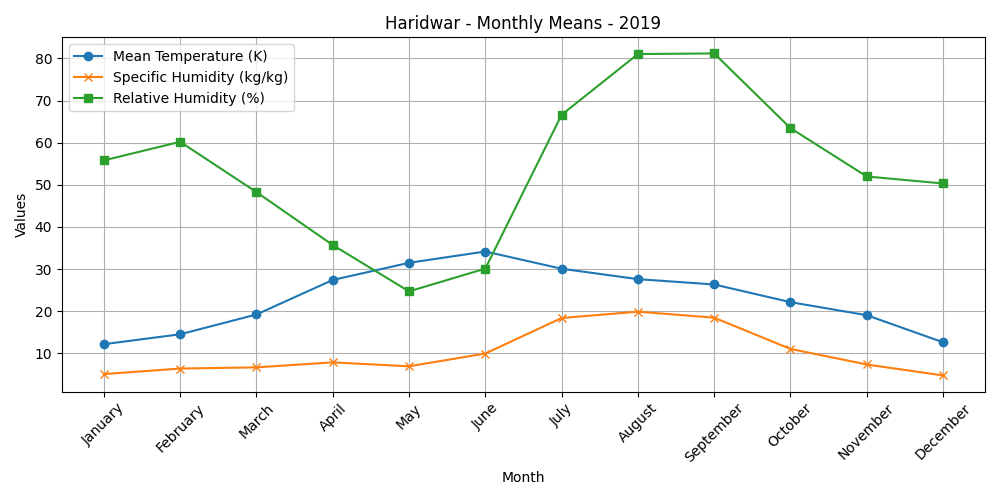 Haridwar - Monthly Means - 2019
Mean Temperature (K)
Specific Humidity (kg/kg)
Relative Humidity (%)
Values
80
70
60
50
40
30
20
10
January
February
March
April
May
June
July
August
September
October
November
December
Month